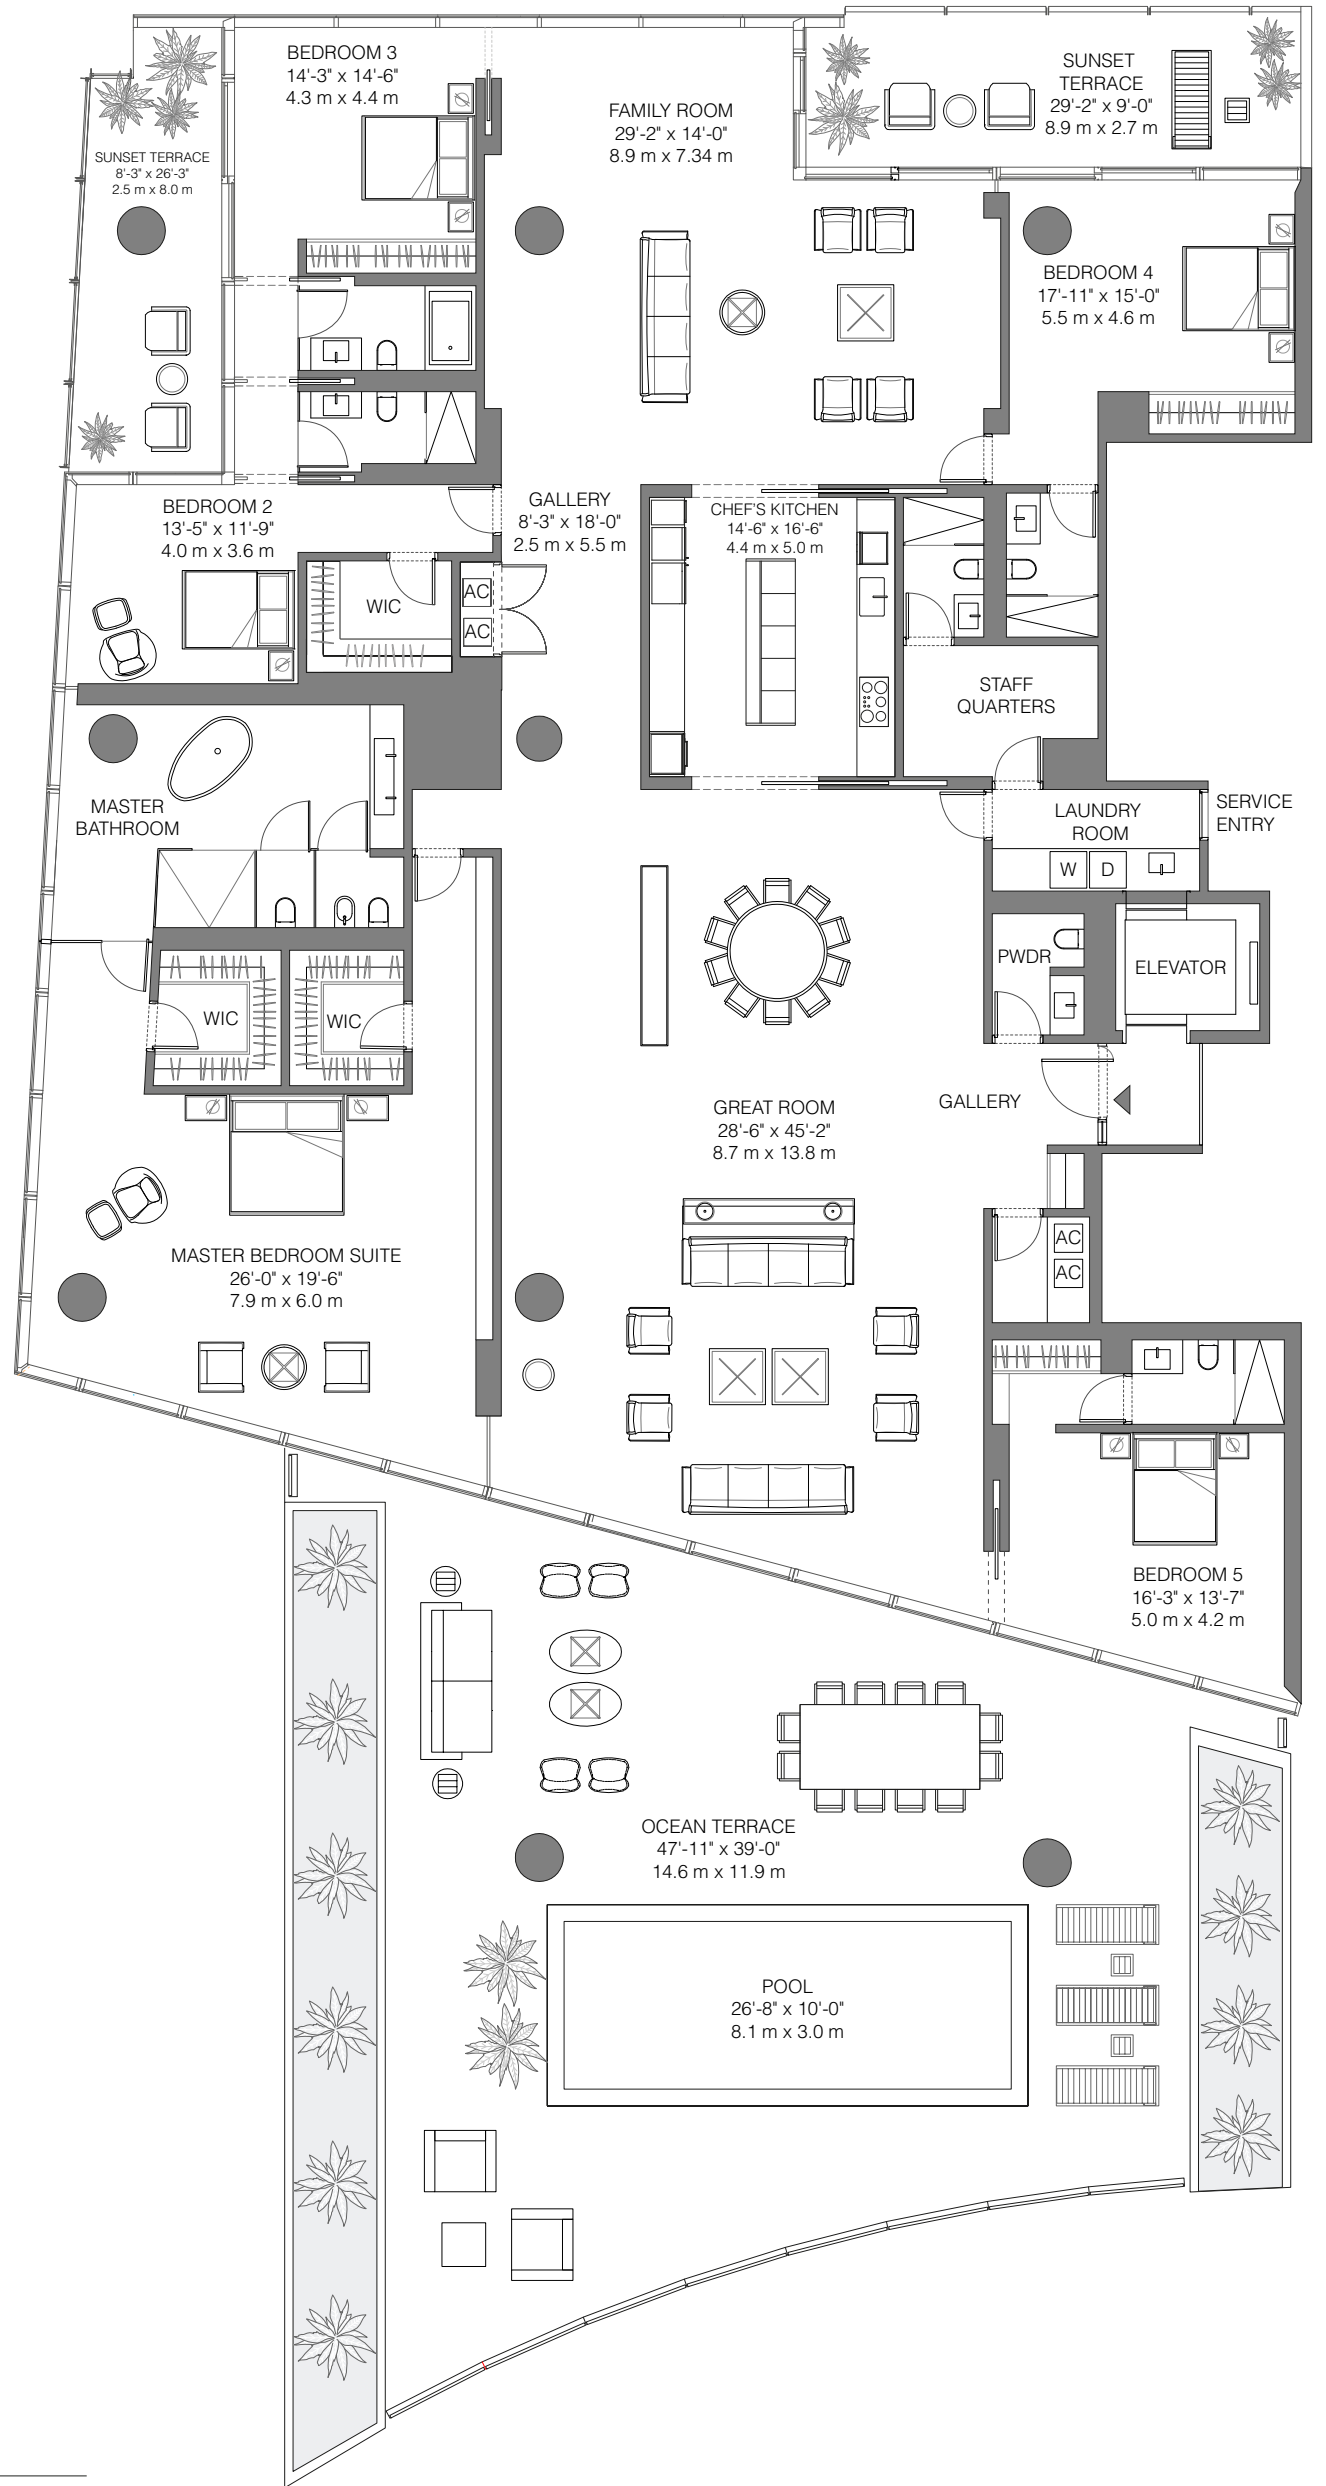 BEDROOM 3
14'-3" x 14'-6"
4.3 m x 4.4 m
FAMILY ROOM
29'-2" x 14'-0"
8.9 m x 7.34 m
SUNSET
TERRACE
29'-2" x 9'-0"
8.9 m x 2.7 m
SUNSET TERRACE
8'-3" x 26'-3"
2.5 m x 8.0 m
BEDROOM 4
17'-11" x 15'-0"
5.5 m x 4.6 m
BEDROOM 2
13'-5" x 11'-9"
4.0 m x 3.6 m
GALLERY
8'-3" x 18'-0"
2.5 m x 5.5 m
CHEF'S KITCHEN
14'-6" x 16'-6"
4.4 m x 5.0 m
WIC
AC
AC
STAFF
QUARTERS
MASTER
BATHROOM
LAUNDRY
ROOM
SERVICE
ENTRY
W
D
PWDR
ELEVATOR
WIC
WIC
GALLERY
GREAT ROOM
28'-6" x 45'-2"
8.7 m x 13.8 m
AC
AC
MASTER BEDROOM SUITE
26'-0" x 19'-6"
7.9 m x 6.0 m
BEDROOM 5
16'-3" x 13'-7"
5.0 m x 4.2 m
OCEAN TERRACE
47'-11" x 39'-0"
14.6 m x 11.9 m
POOL
26'-8" x 10'-0"
8.1 m x 3.0 m